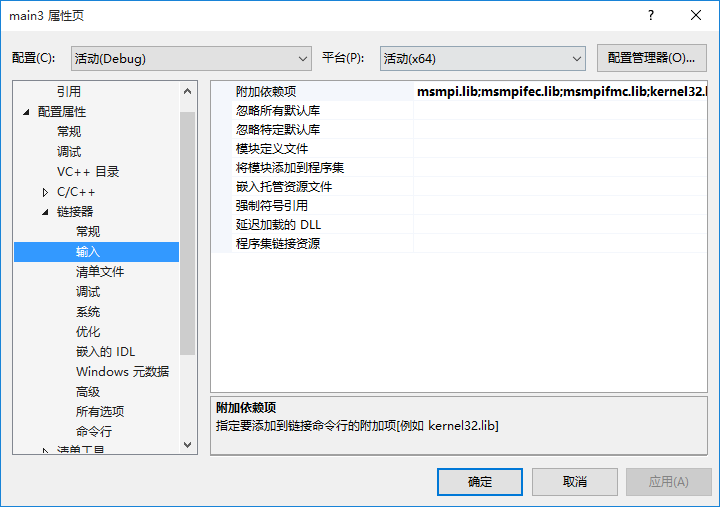 main3 属性页
配置(C): 活动(Debug) 平台(P): 活动(x64) 配置管理器(O)...
引用
配置属性
常规
调试
VC++ 目录
C/C++
链接器
常规
输入
清单文件
调试
系统
优化
嵌入的 IDL
Windows 元数据
高级
所有选项
命令行
清单工具
附加依赖项 msmpi.lib;msmpifec.lib;msmpifmc.lib;kernel32.l
忽略所有默认库
忽略特定默认库
模块定义文件
将模块添加到程序集
嵌入托管资源文件
强制符号引用
延迟加载的 DLL
程序集链接资源
附加依赖项
指定要添加到链接命令行的附加项[例如 kernel32.lib]
确定 取消 应用(A)